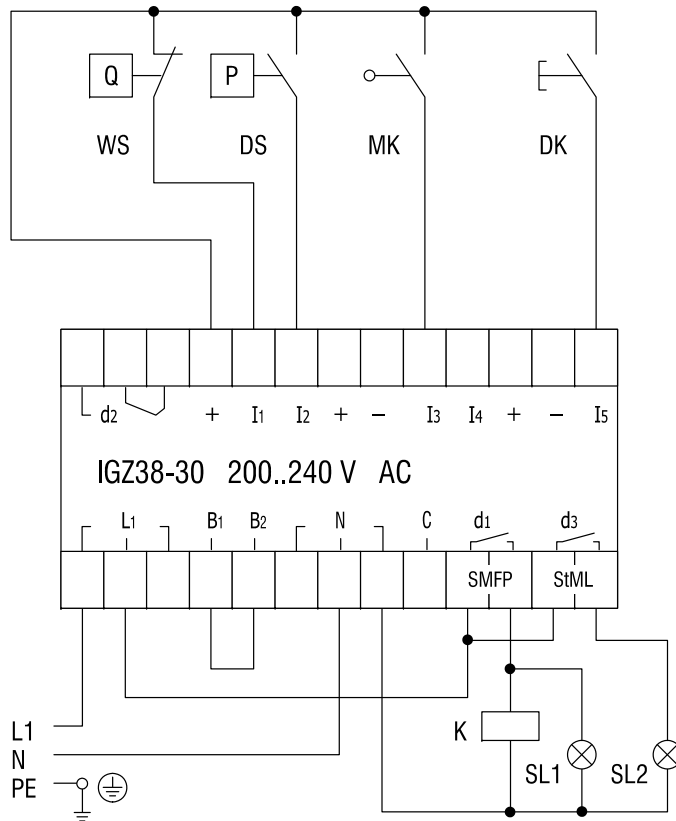 Q P
WS DS MK DK
d2 + I1 I2 + – I3 I4 + – I5
IGZ38-30 200..240 V AC
L1 B1 B2 N C d1 d3
SMFP StML
L1
N
PE
K SL1 SL2